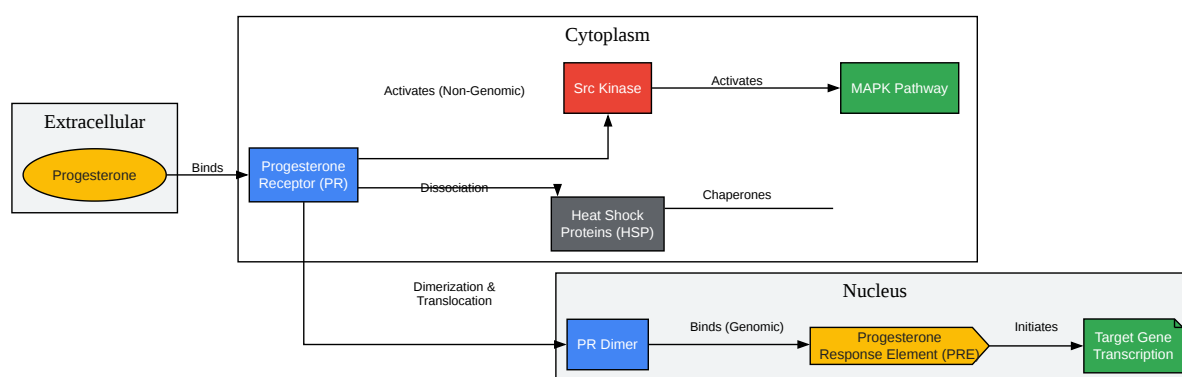 Cytoplasm
Extracellular
Progesterone
Binds
Progesterone
Receptor (PR)
Activates (Non-Genomic)
Src Kinase
Activates
MAPK Pathway
Dissociation
Heat Shock
Proteins (HSP)
Chaperones
Dimerization &
Translocation
Nucleus
PR Dimer
Binds (Genomic)
Progesterone
Response Element (PRE)
Initiates
Target Gene
Transcription